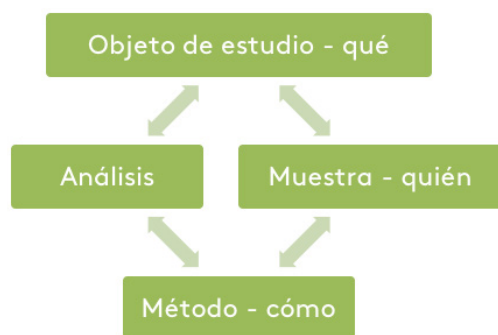 Objeto de estudio - qué
Análisis
Muestra - quién
Método - cómo